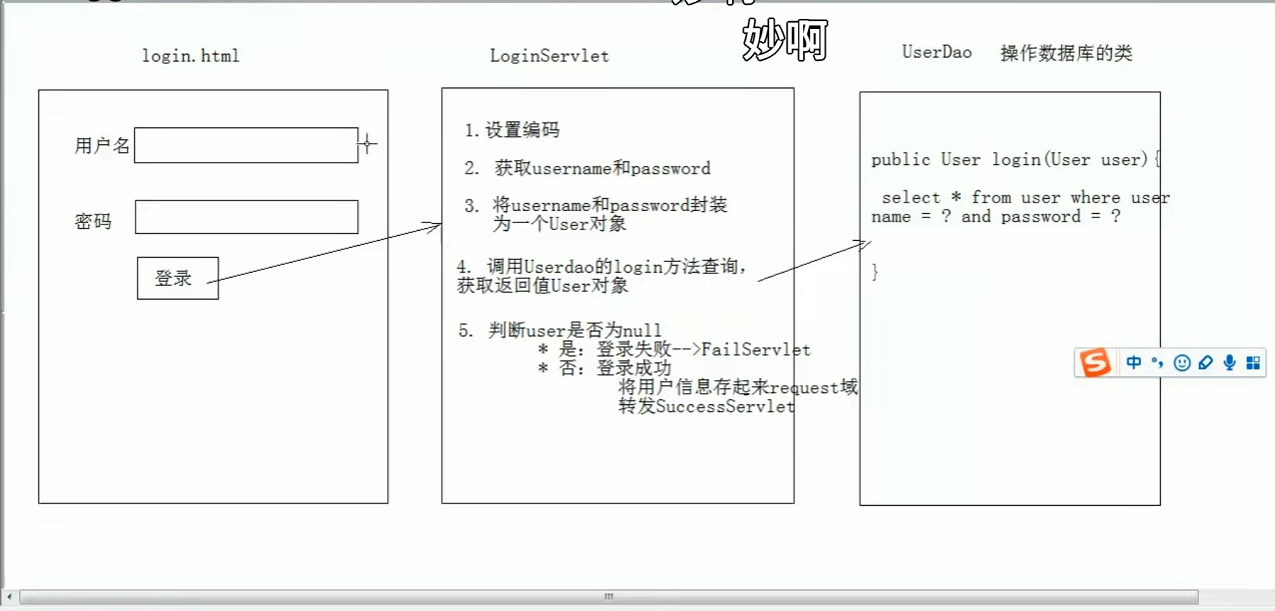 妙啊
login.html
用户名
密码
登录
LoginServlet
1.设置编码
2. 获取username和password
3. 将username和password封装
为一个User对象
4. 调用Userdao的login方法查询,
获取返回值User对象
5. 判断user是否为null
* 是：登录失败-->FailServlet
* 否：登录成功
将用户信息存起来request域
转发SuccessServlet
UserDao 操作数据库的类
public User login(User user){
select * from user where user
name = ? and password = ?
}
中